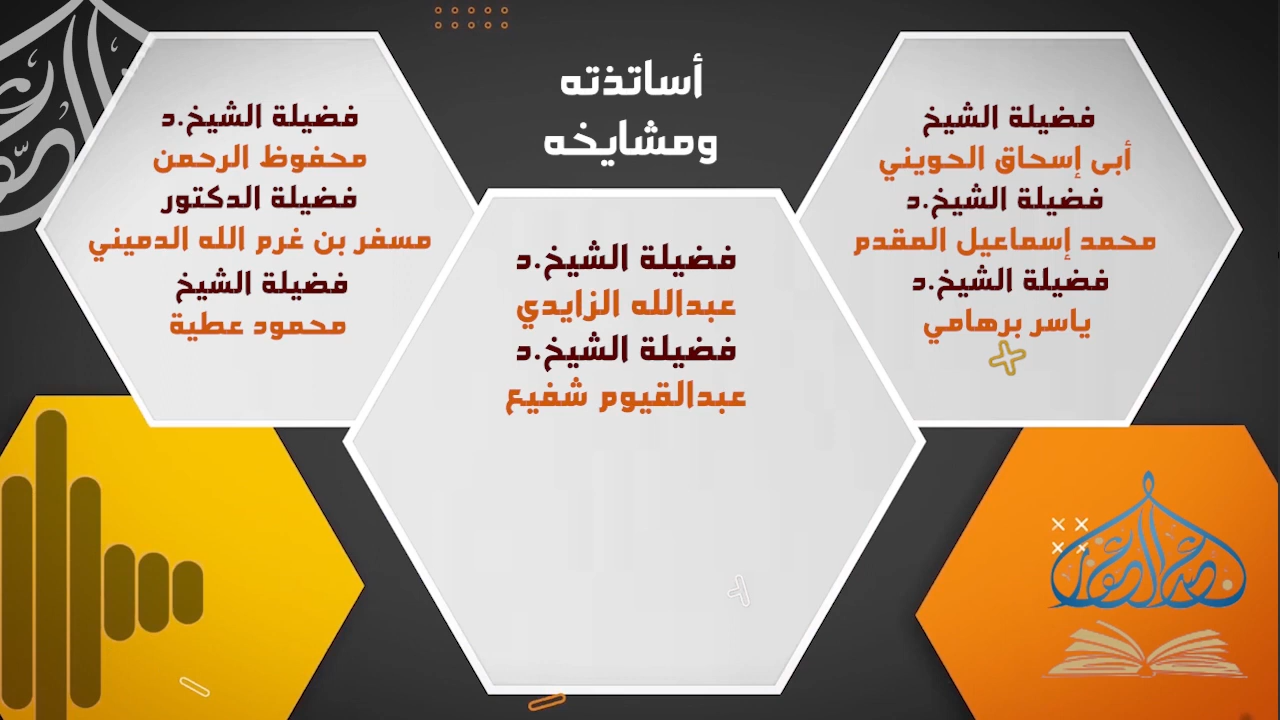 أساتذته
ومشايخه
فضيلة الشيخ
أبى إسحاق الحويني
فضيلة الشيخ.د
محمد إسماعيل المقدم
فضيلة الشيخ.د
ياسر برهامي
فضيلة الشيخ.د
عبدالله الزايدي
فضيلة الشيخ.د
عبدالقيوم شفيع
فضيلة الشيخ.د
محفوظ الرحمن
فضيلة الدكتور
مسفر بن غرم الله الدميني
فضيلة الشيخ
محمود عطية